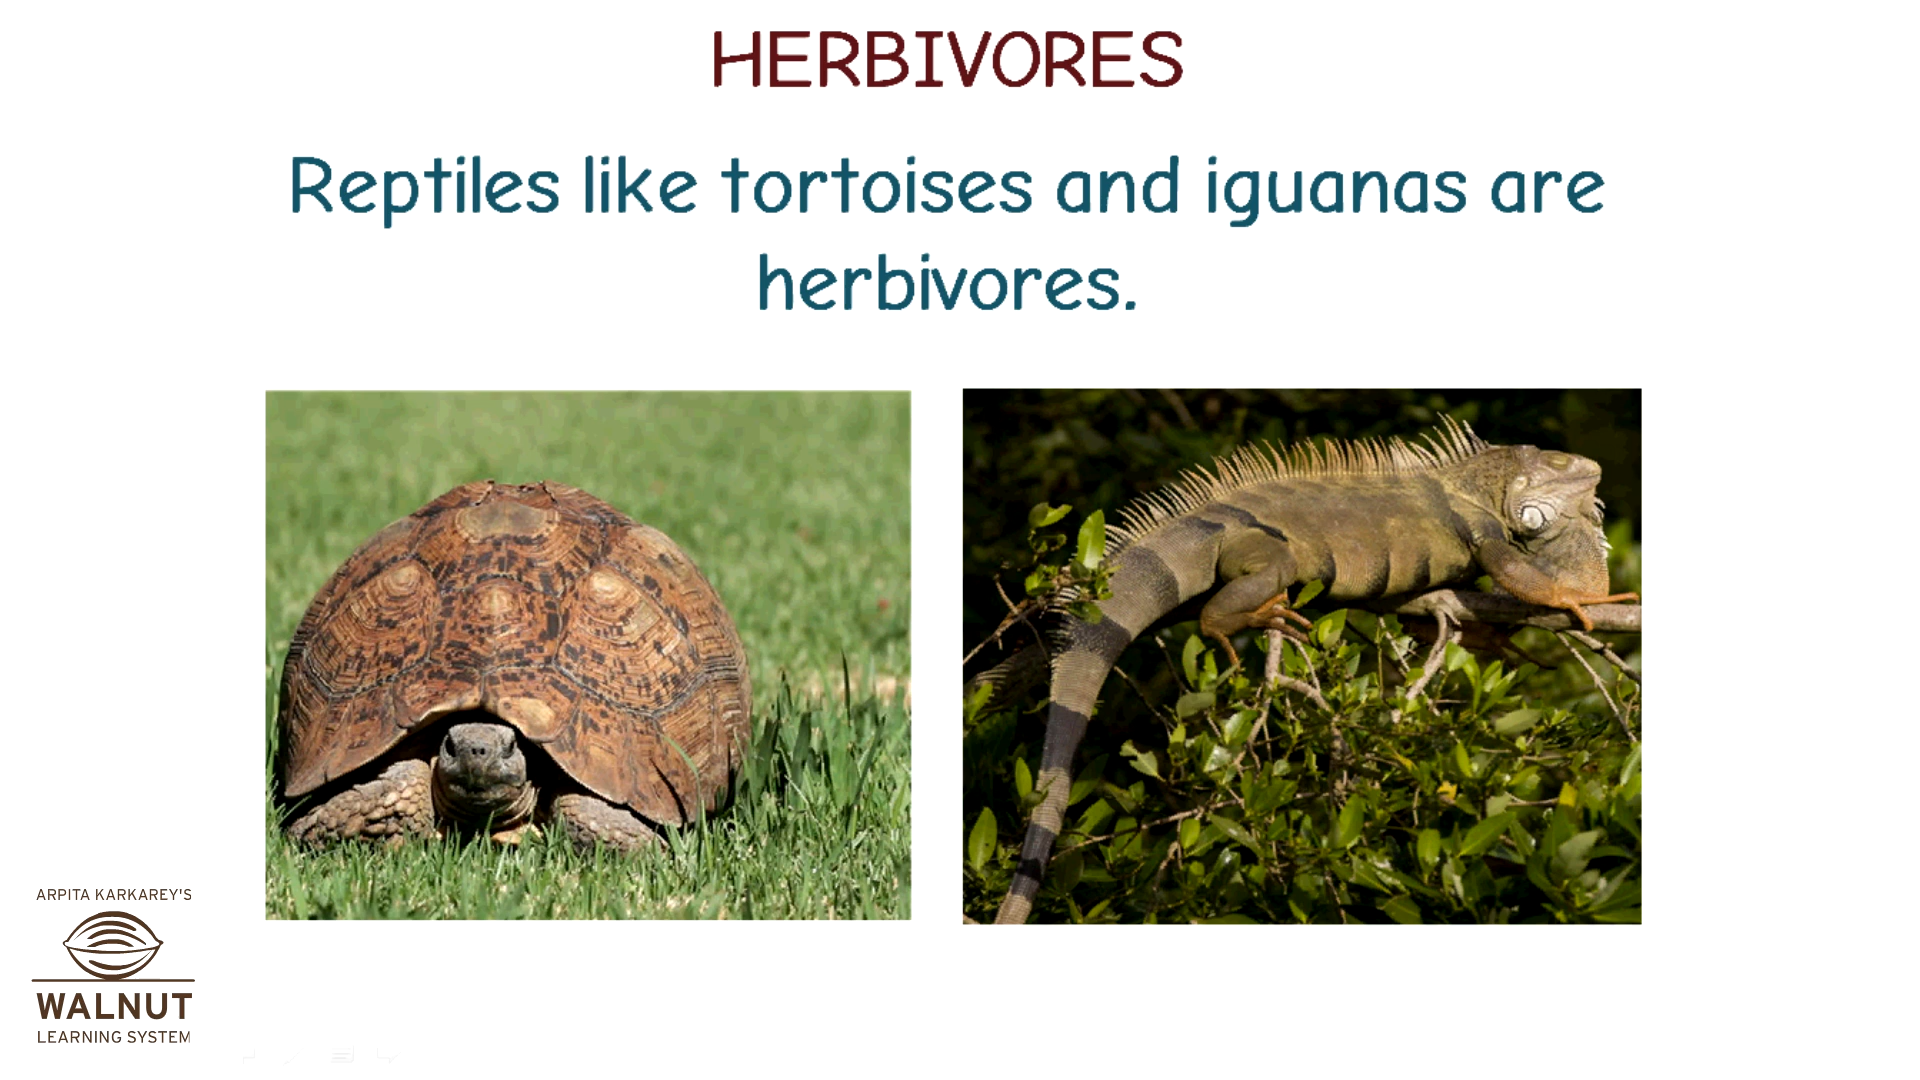 HERBIVORES
Reptiles like tortoises and iguanas are
herbivores.
ARPITA KARKAREY'S
WALNUT
LEARNING SYSTEM